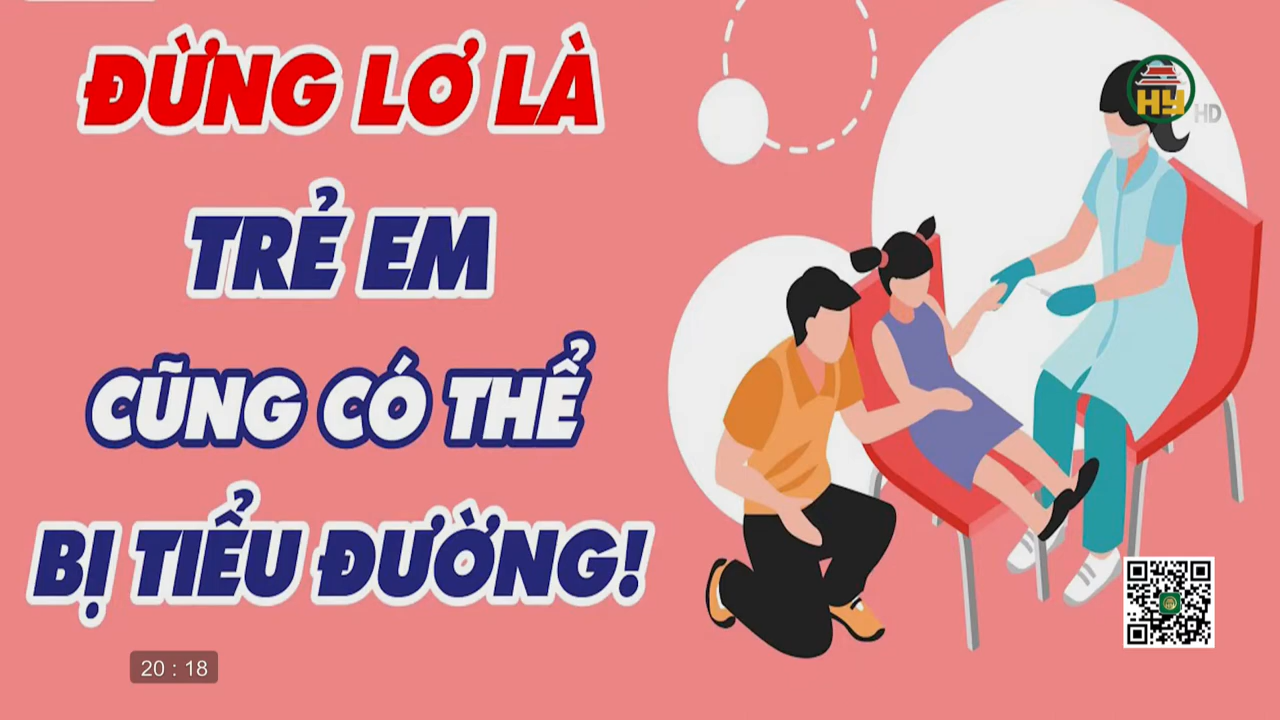 ĐỪNG LƠ LÀ
TRẺ EM
CŨNG CÓ THỂ
BỊ TIỂU ĐƯỜNG!
HY HD
20 : 18